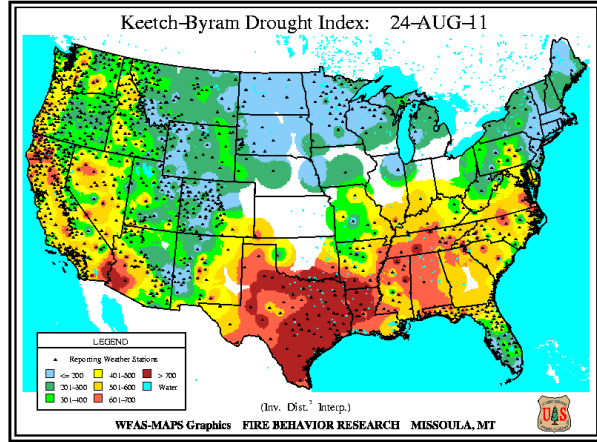 Keetch-Byram Drought Index: 24-AUG-11
LEGEND
Reporting Weather Stations
<= 200 401-500 > 700
201-300 501-600 Water
301-400 601-700
(Inv. Dist.² Interp.)
WFAS-MAPS Graphics FIRE BEHAVIOR RESEARCH MISSOULA, MT
U S